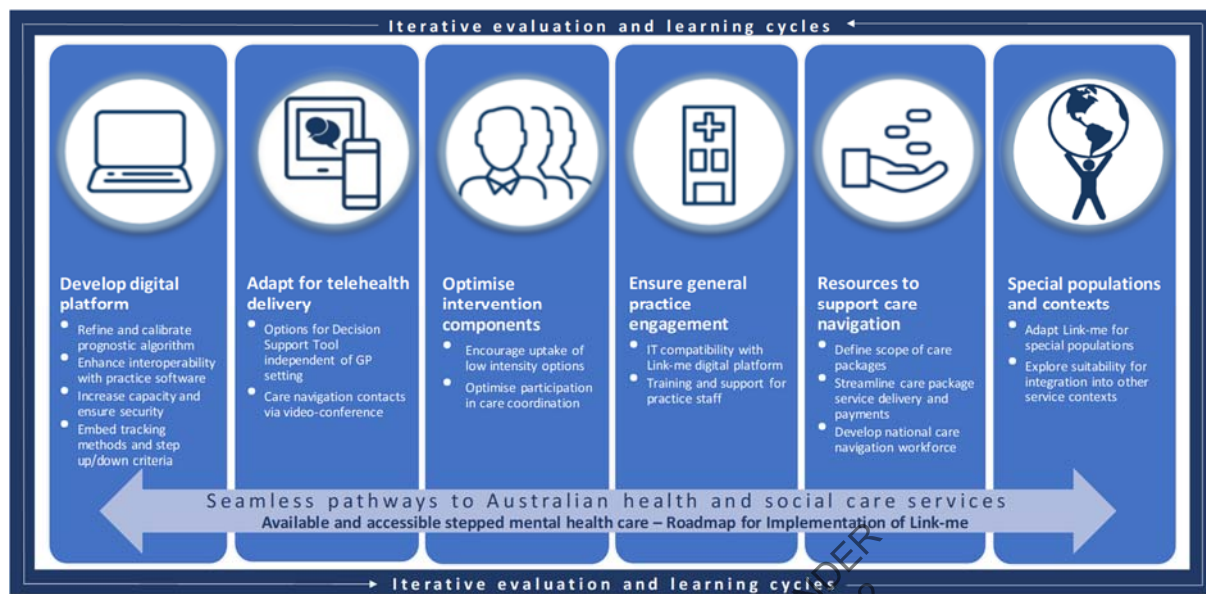 Iterative evaluation and learning cycles
Develop digital
platform
• Refine and calibrate
prognostic algorithm
• Enhance interoperability
with practice software
• Increase capacity and
ensure security
• Embed tracking
methods and step
up/down criteria
Adapt for telehealth
delivery
• Options for Decision
Support Tool
independent of GP
setting
• Care navigation contacts
via video-conference
Optimise
intervention
components
• Encourage uptake of
low intensity options
• Optimise participation
in care coordination
Ensure general
practice
engagement
• IT compatibility with
Link-me digital platform
• Training and support for
practice staff
Resources to
support care
navigation
• Define scope of care
packages
• Streamline care package
service delivery and
payments
• Develop national care
navigation workforce
Special populations
and contexts
• Adapt Link-me for
special populations
• Explore suitability for
integration into other
service contexts
Seamless pathways to Australian health and social care services
Available and accessible stepped mental health care – Roadmap for Implementation of Link-me
Iterative evaluation and learning cycles